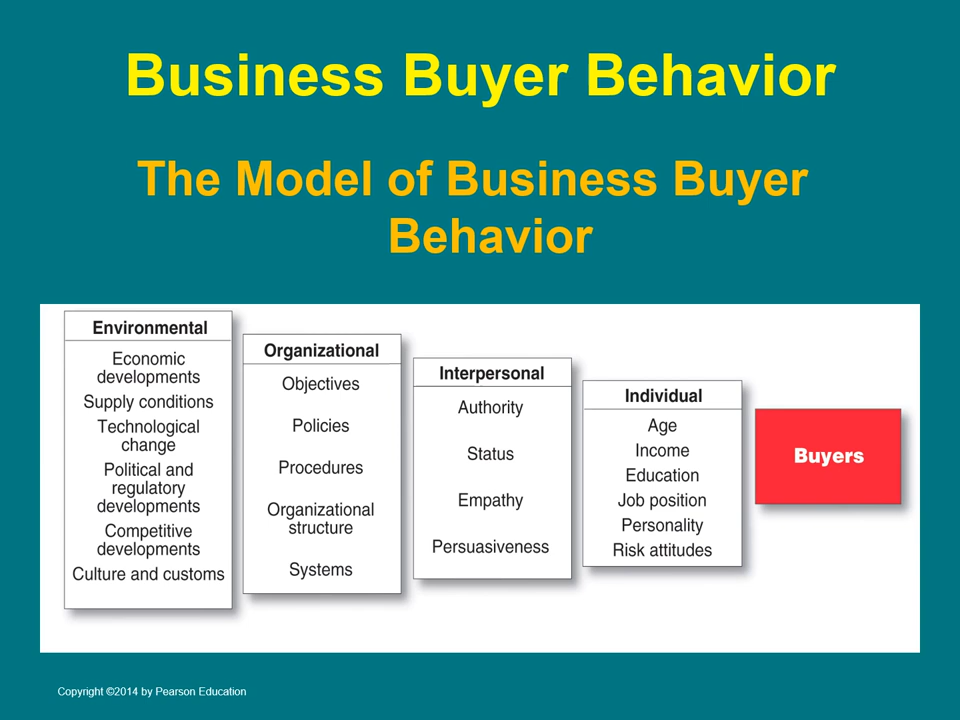 Business Buyer Behavior
The Model of Business Buyer
Behavior
Environmental
Economic
developments
Supply conditions
Technological
change
Political and
regulatory
developments
Competitive
developments
Culture and customs
Organizational
Objectives
Policies
Procedures
Organizational
structure
Systems
Interpersonal
Authority
Status
Empathy
Persuasiveness
Individual
Age
Income
Education
Job position
Personality
Risk attitudes
Buyers
Copyright ©2014 by Pearson Education